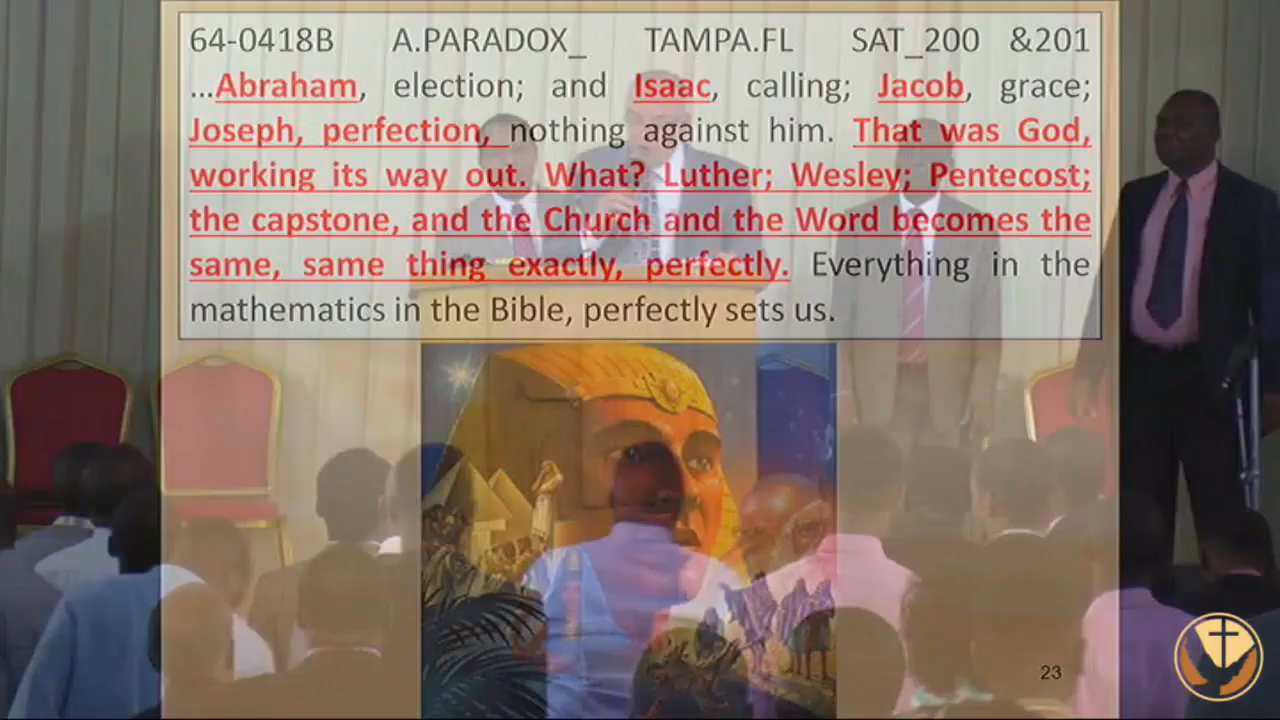 64-0418B A.PARADOX_ TAMPA.FL SAT_200 &201
...Abraham, election; and Isaac, calling; Jacob, grace;
Joseph, perfection, nothing against him. That was God,
working its way out. What? Luther; Wesley; Pentecost;
the capstone, and the Church and the Word becomes the
same, same thing exactly, perfectly. Everything in the
mathematics in the Bible, perfectly sets us.
23